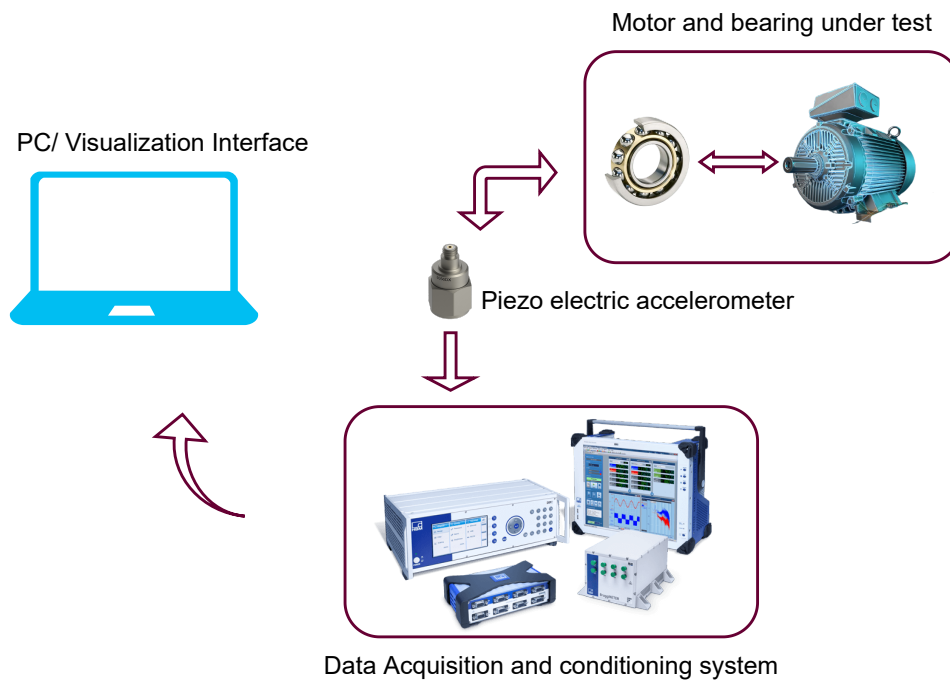 Motor and bearing under test
PC/ Visualization Interface
Piezo electric accelerometer
Data Acquisition and conditioning system